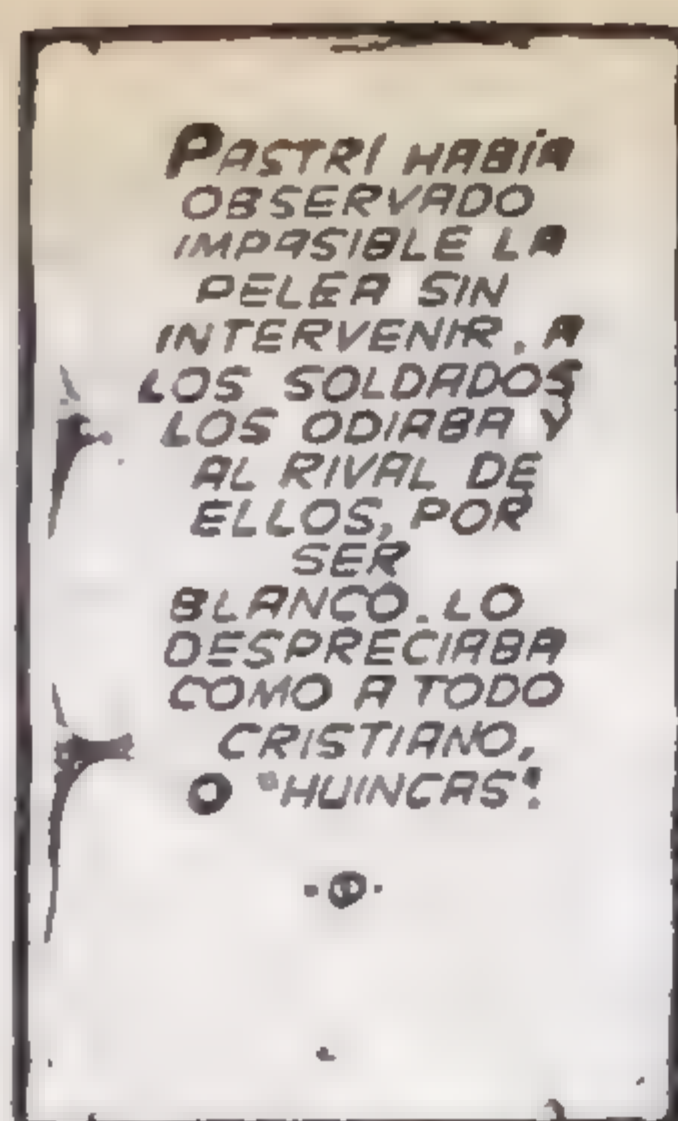 PASTRI HABÍA
OBSERVADO
IMPASIBLE LA
PELEA SIN
INTERVENIR. A
LOS SOLDADOS
LOS ODIABA Y
AL RIVAL DE
ELLOS, POR
SER
BLANCO. LO
DESPRECIABA
COMO A TODO
CRISTIANO,
O "HUINCAS".